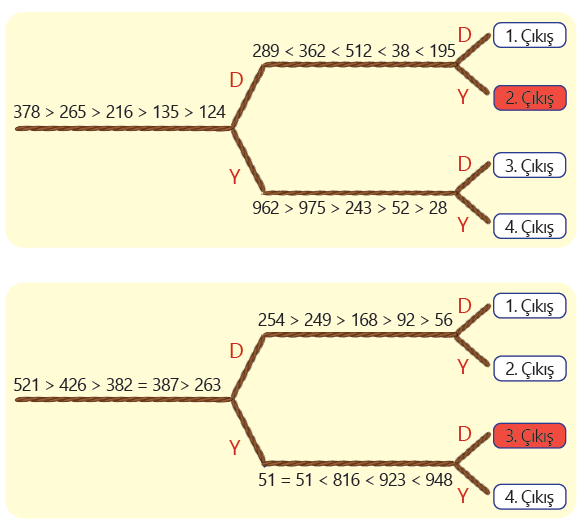 D
1. Çıkış
289 < 362 < 512 < 38 < 195
D
Y
2. Çıkış
378 > 265 > 216 > 135 > 124
D
3. Çıkış
Y
962 > 975 > 243 > 52 > 28
Y
4. Çıkış
D
1. Çıkış
254 > 249 > 168 > 92 > 56
D
Y
2. Çıkış
521 > 426 > 382 = 387> 263
D
3. Çıkış
Y
51 = 51 < 816 < 923 < 948
Y
4. Çıkış